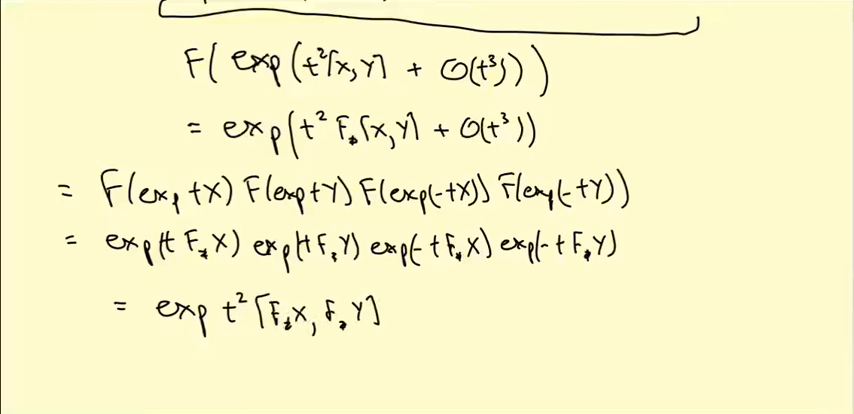 F(exp(t²[x,y] + O(t³)))
= exp(t² F⁎[x,y] + O(t³))
= F(exp tX) F(exp tY) F(exp(-tX)) F(exp(-tY))
= exp(t F⁎X) exp(t F⁎Y) exp(-t F⁎X) exp(-t F⁎Y)
= exp t² [F⁎X, F⁎Y]